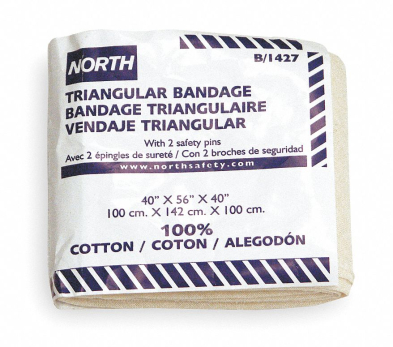 NORTH
B/1427
TRIANGULAR BANDAGE
BANDAGE TRIANGULAIRE
VENDAJE TRIANGULAR
With 2 safety pins
Avec 2 épingles de sureté / Con 2 broches de seguridad
www.northsafety.com
40" X 56" X 40"
100 cm. X 142 cm. X 100 cm.
100%
COTTON / COTON / ALEGODÓN